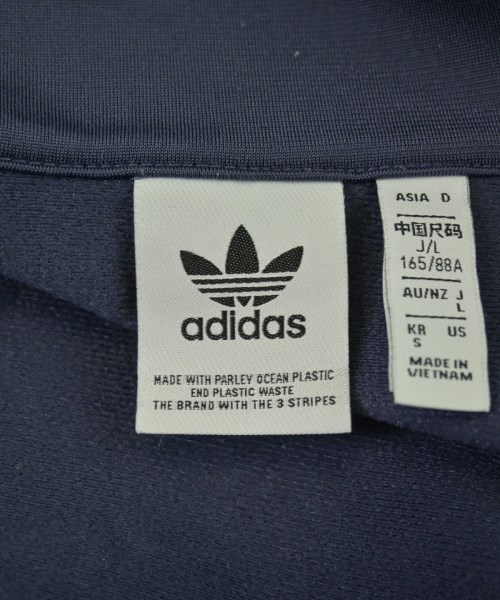 adidas
MADE WITH PARLEY OCEAN PLASTIC
END PLASTIC WASTE
THE BRAND WITH THE 3 STRIPES
ASIA D
中国尺码
J/L
165/88A
AU/NZ J
L
KR US
S
MADE IN
VIETNAM